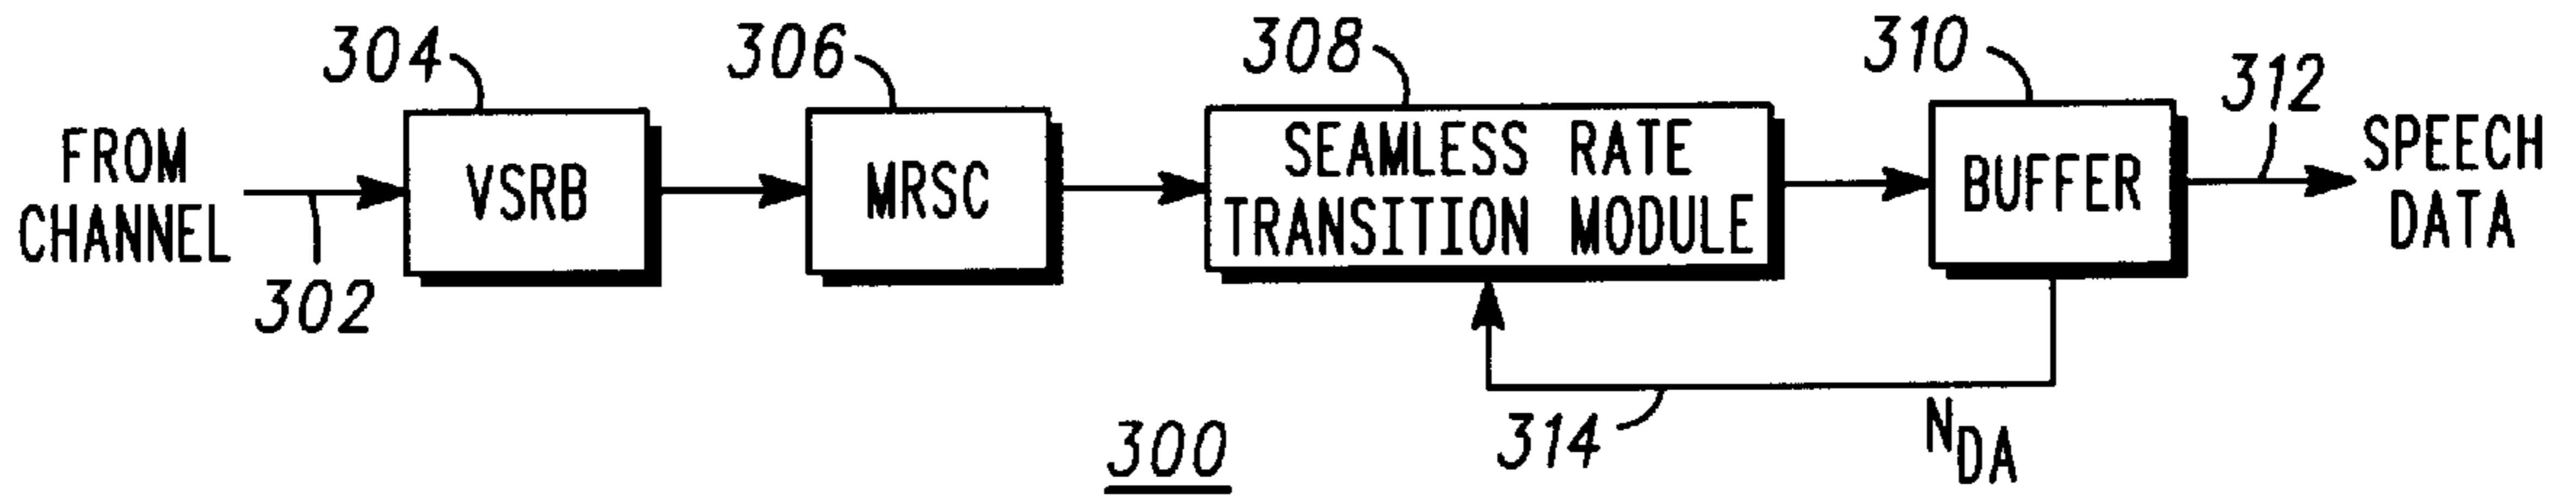 304
306
308
310
312
FROM
CHANNEL
302
VSRB
MRSC
SEAMLESS RATE
TRANSITION MODULE
BUFFER
SPEECH
DATA
314
N_DA
300